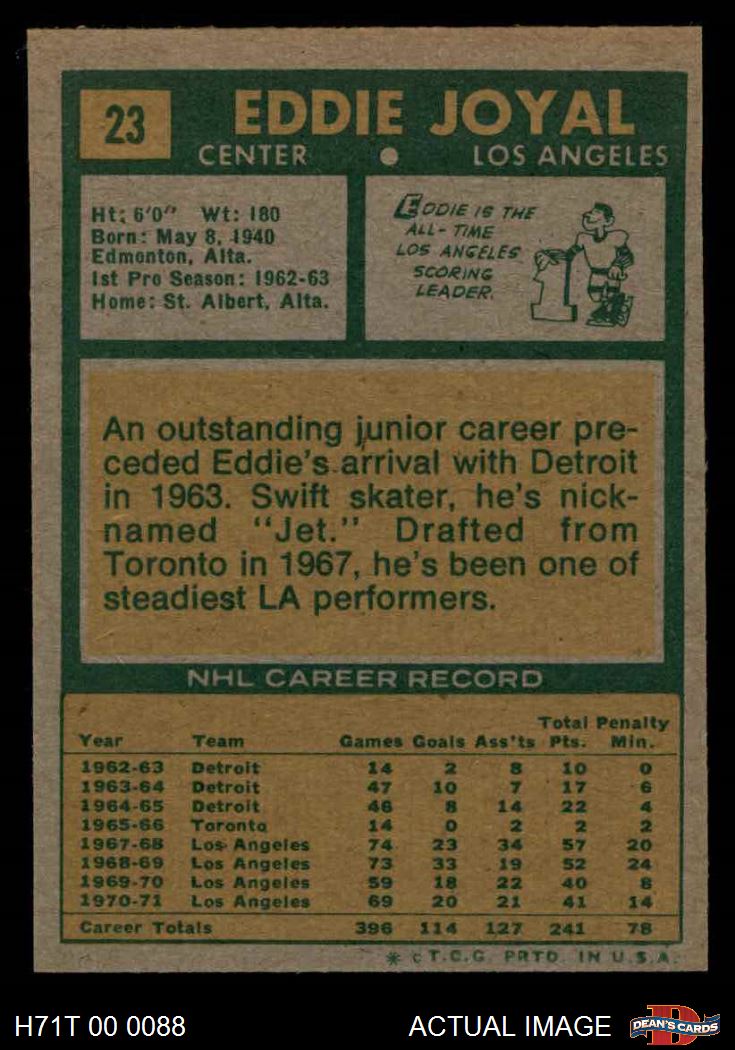 23
EDDIE JOYAL
CENTER • LOS ANGELES
Ht: 6'0" Wt: 180
Born: May 8, 1940
Edmonton, Alta.
1st Pro Season: 1962-63
Home: St. Albert, Alta.
EDDIE IS THE
ALL-TIME
LOS ANGELES
SCORING
LEADER.
1
An outstanding junior career pre-
ceded Eddie's arrival with Detroit
in 1963. Swift skater, he's nick-
named "Jet." Drafted from
Toronto in 1967, he's been one of
steadiest LA performers.
NHL CAREER RECORD
Total Penalty
Year Team Games Goals Ass'ts Pts. Min.
1962-63 Detroit 14 2 8 10 0
1963-64 Detroit 47 10 7 17 6
1964-65 Detroit 46 8 14 22 4
1965-66 Toronto 14 0 2 2 2
1967-68 Los Angeles 74 23 34 57 20
1968-69 Los Angeles 73 33 19 52 24
1969-70 Los Angeles 59 18 22 40 8
1970-71 Los Angeles 69 20 21 41 14
Career Totals 396 114 127 241 78
* © T.C.G. PRTD. IN U.S.A.
H71T 00 0088 ACTUAL IMAGE D DEAN'S CARDS